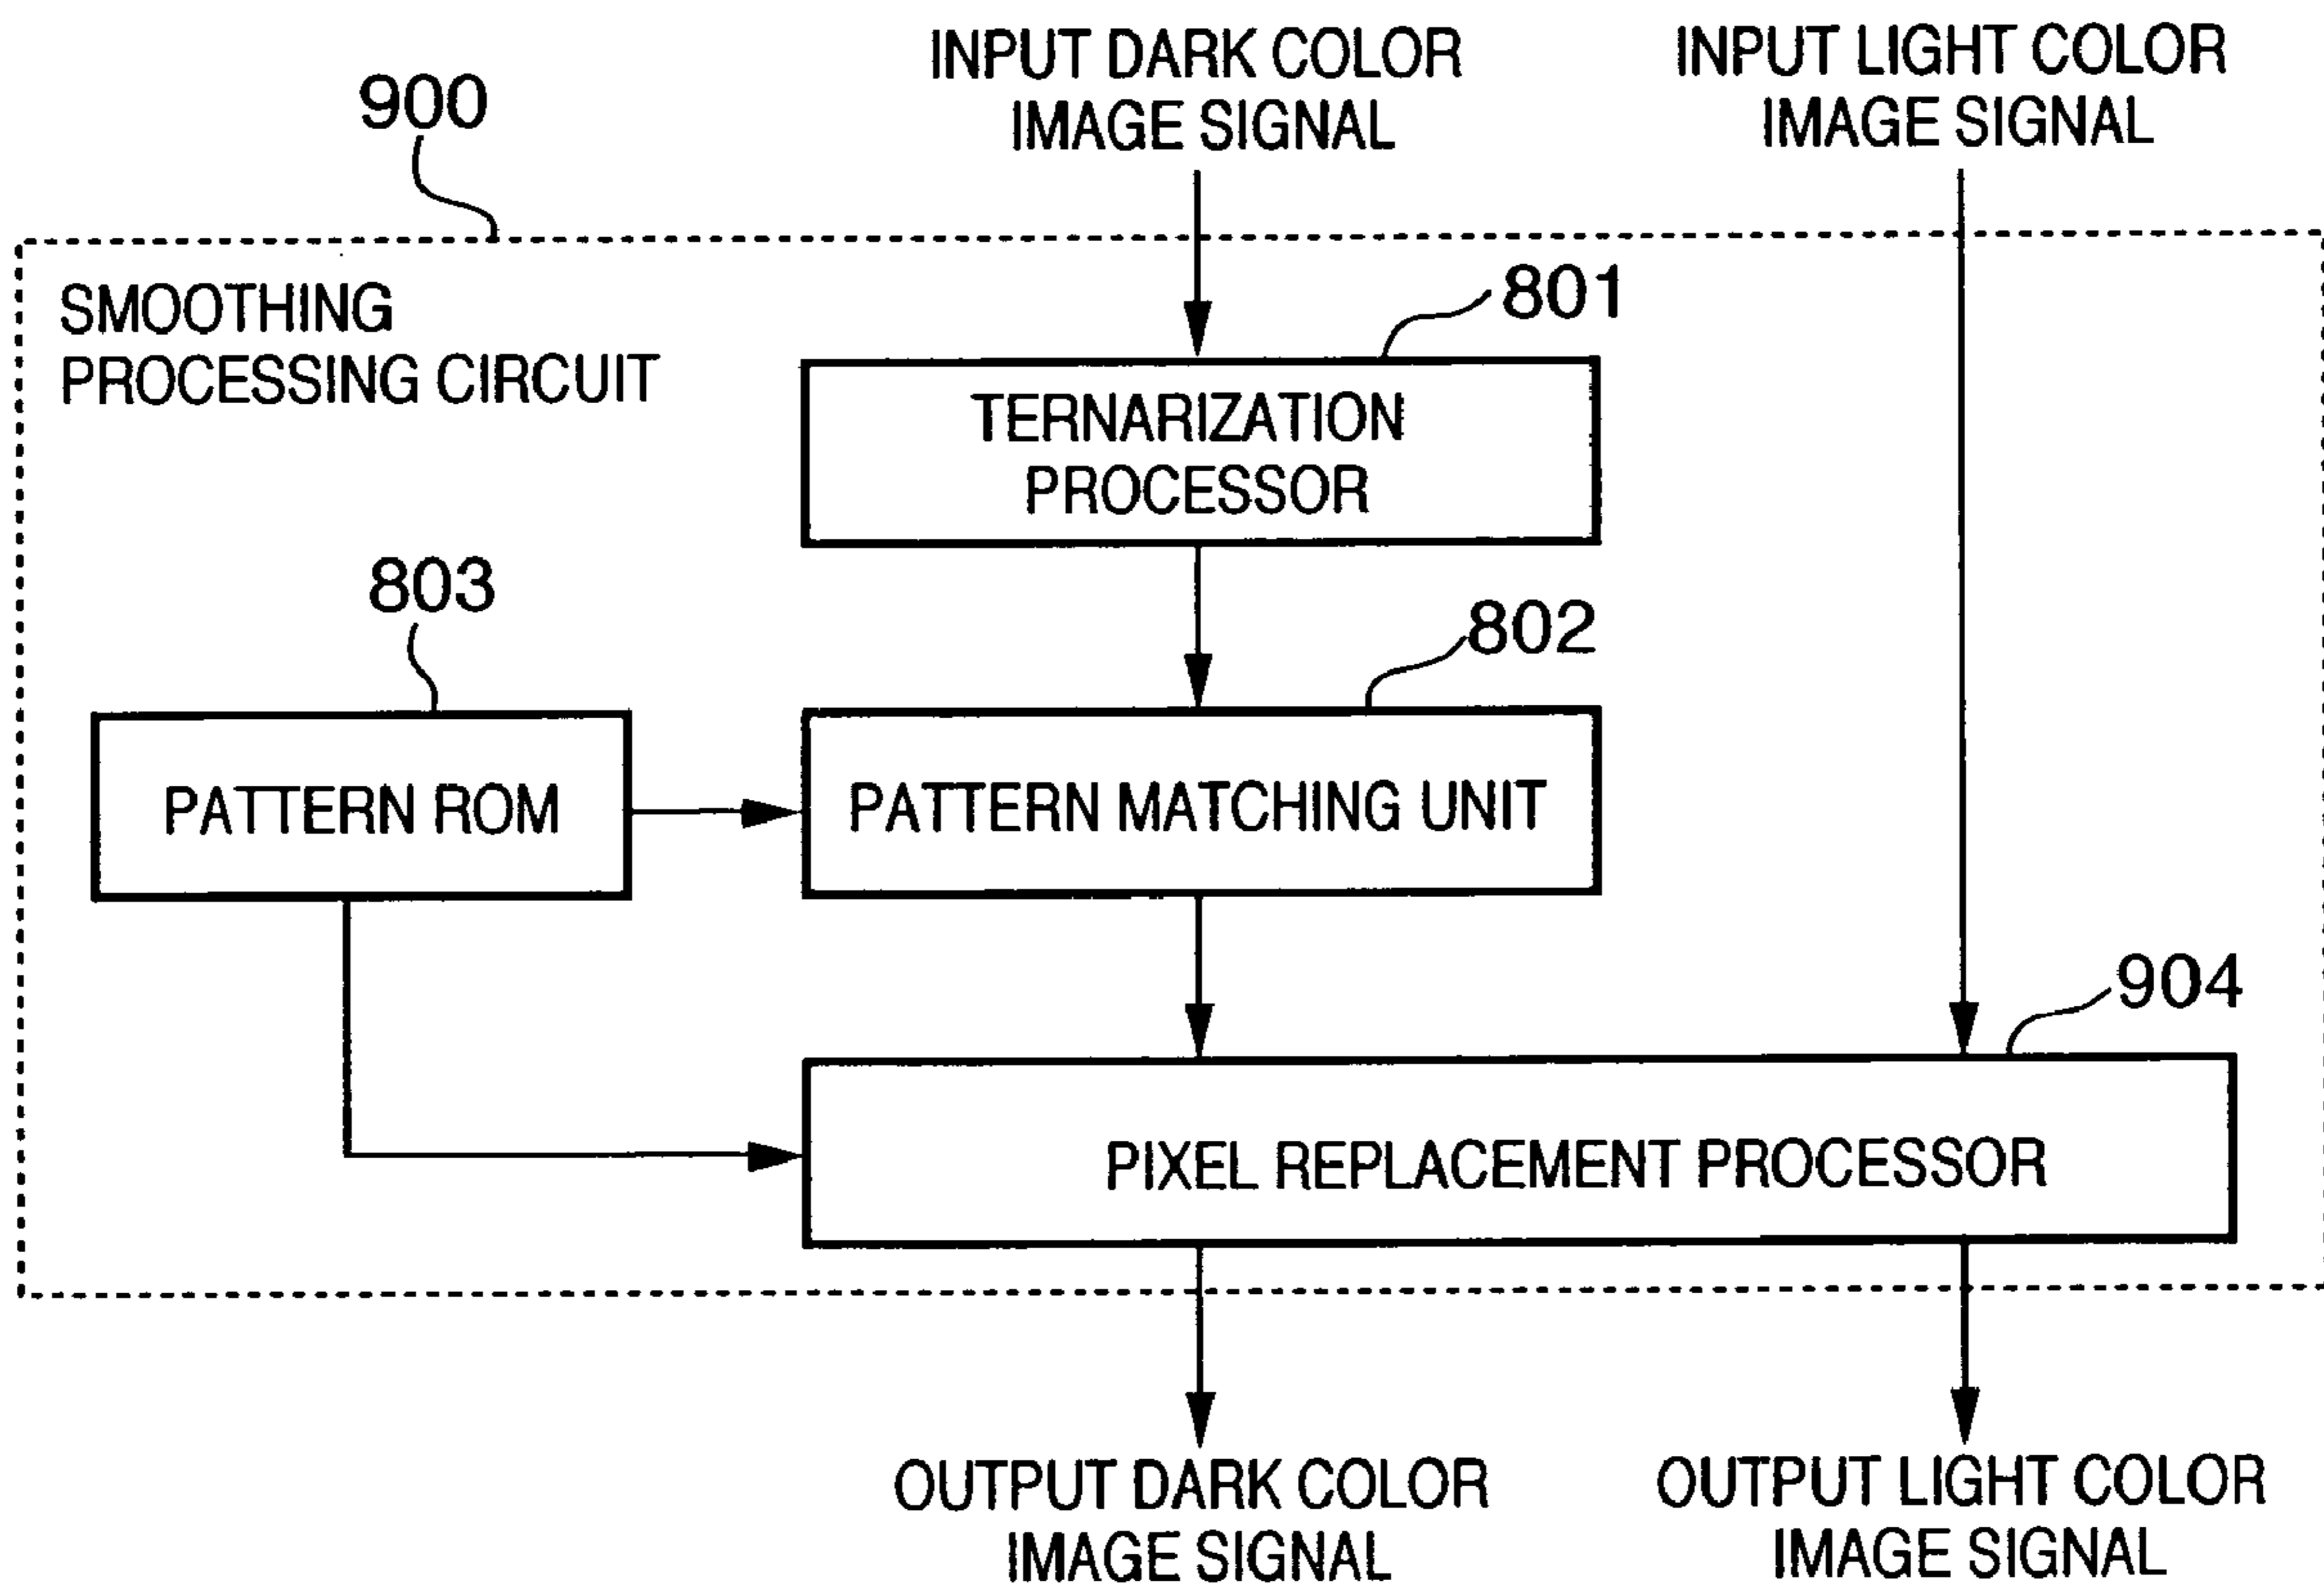 INPUT DARK COLOR
IMAGE SIGNAL
INPUT LIGHT COLOR
IMAGE SIGNAL
900
SMOOTHING
PROCESSING CIRCUIT
801
TERNARIZATION
PROCESSOR
803
802
PATTERN ROM
PATTERN MATCHING UNIT
904
PIXEL REPLACEMENT PROCESSOR
OUTPUT DARK COLOR
IMAGE SIGNAL
OUTPUT LIGHT COLOR
IMAGE SIGNAL